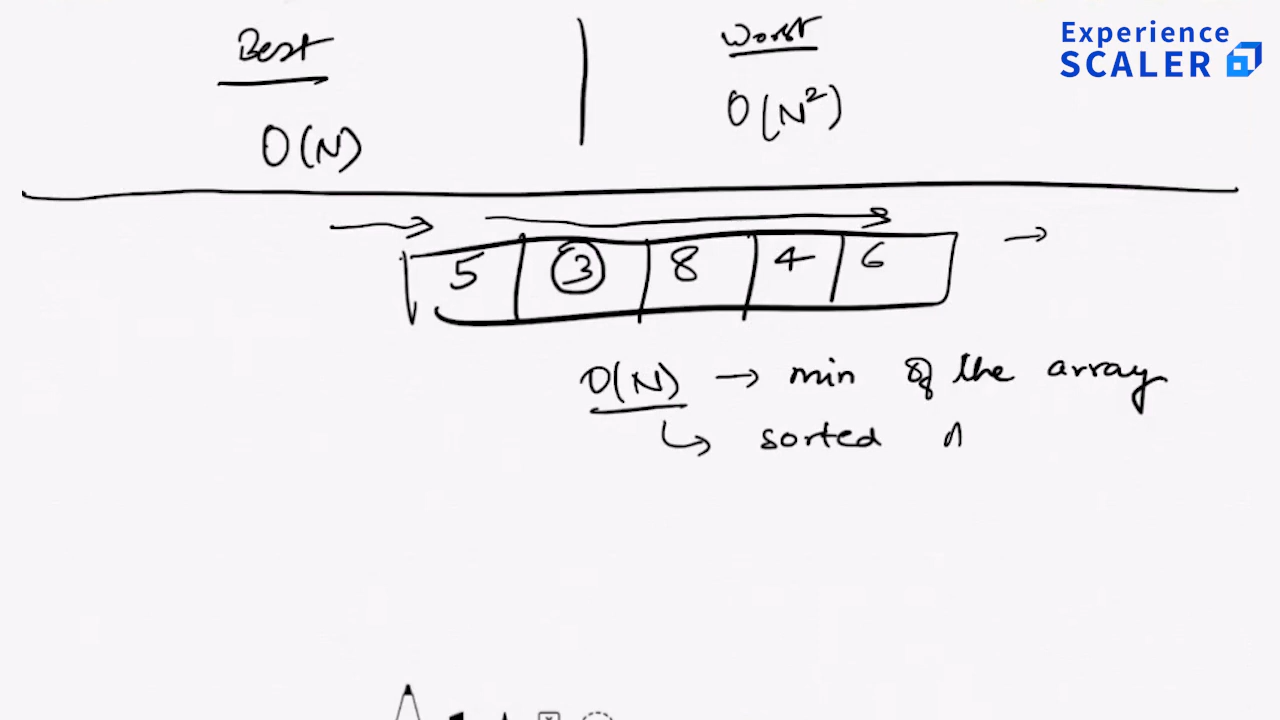 Best
Worst
Experience
SCALER
O(N)
O(N²)
5 3 8 4 6
O(N) → min of the array
↳ sorted